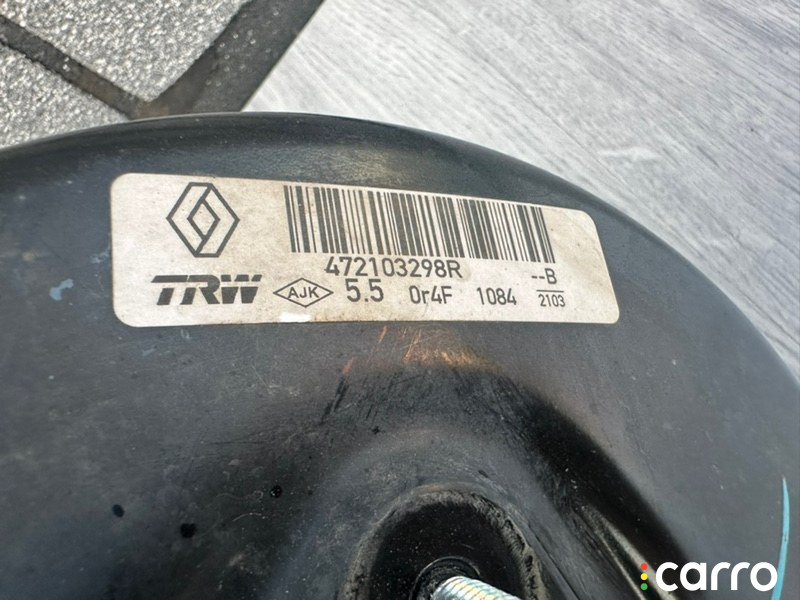 472103298R
--B
TRW AJK 5.5 0r4F 1084 2103
carro